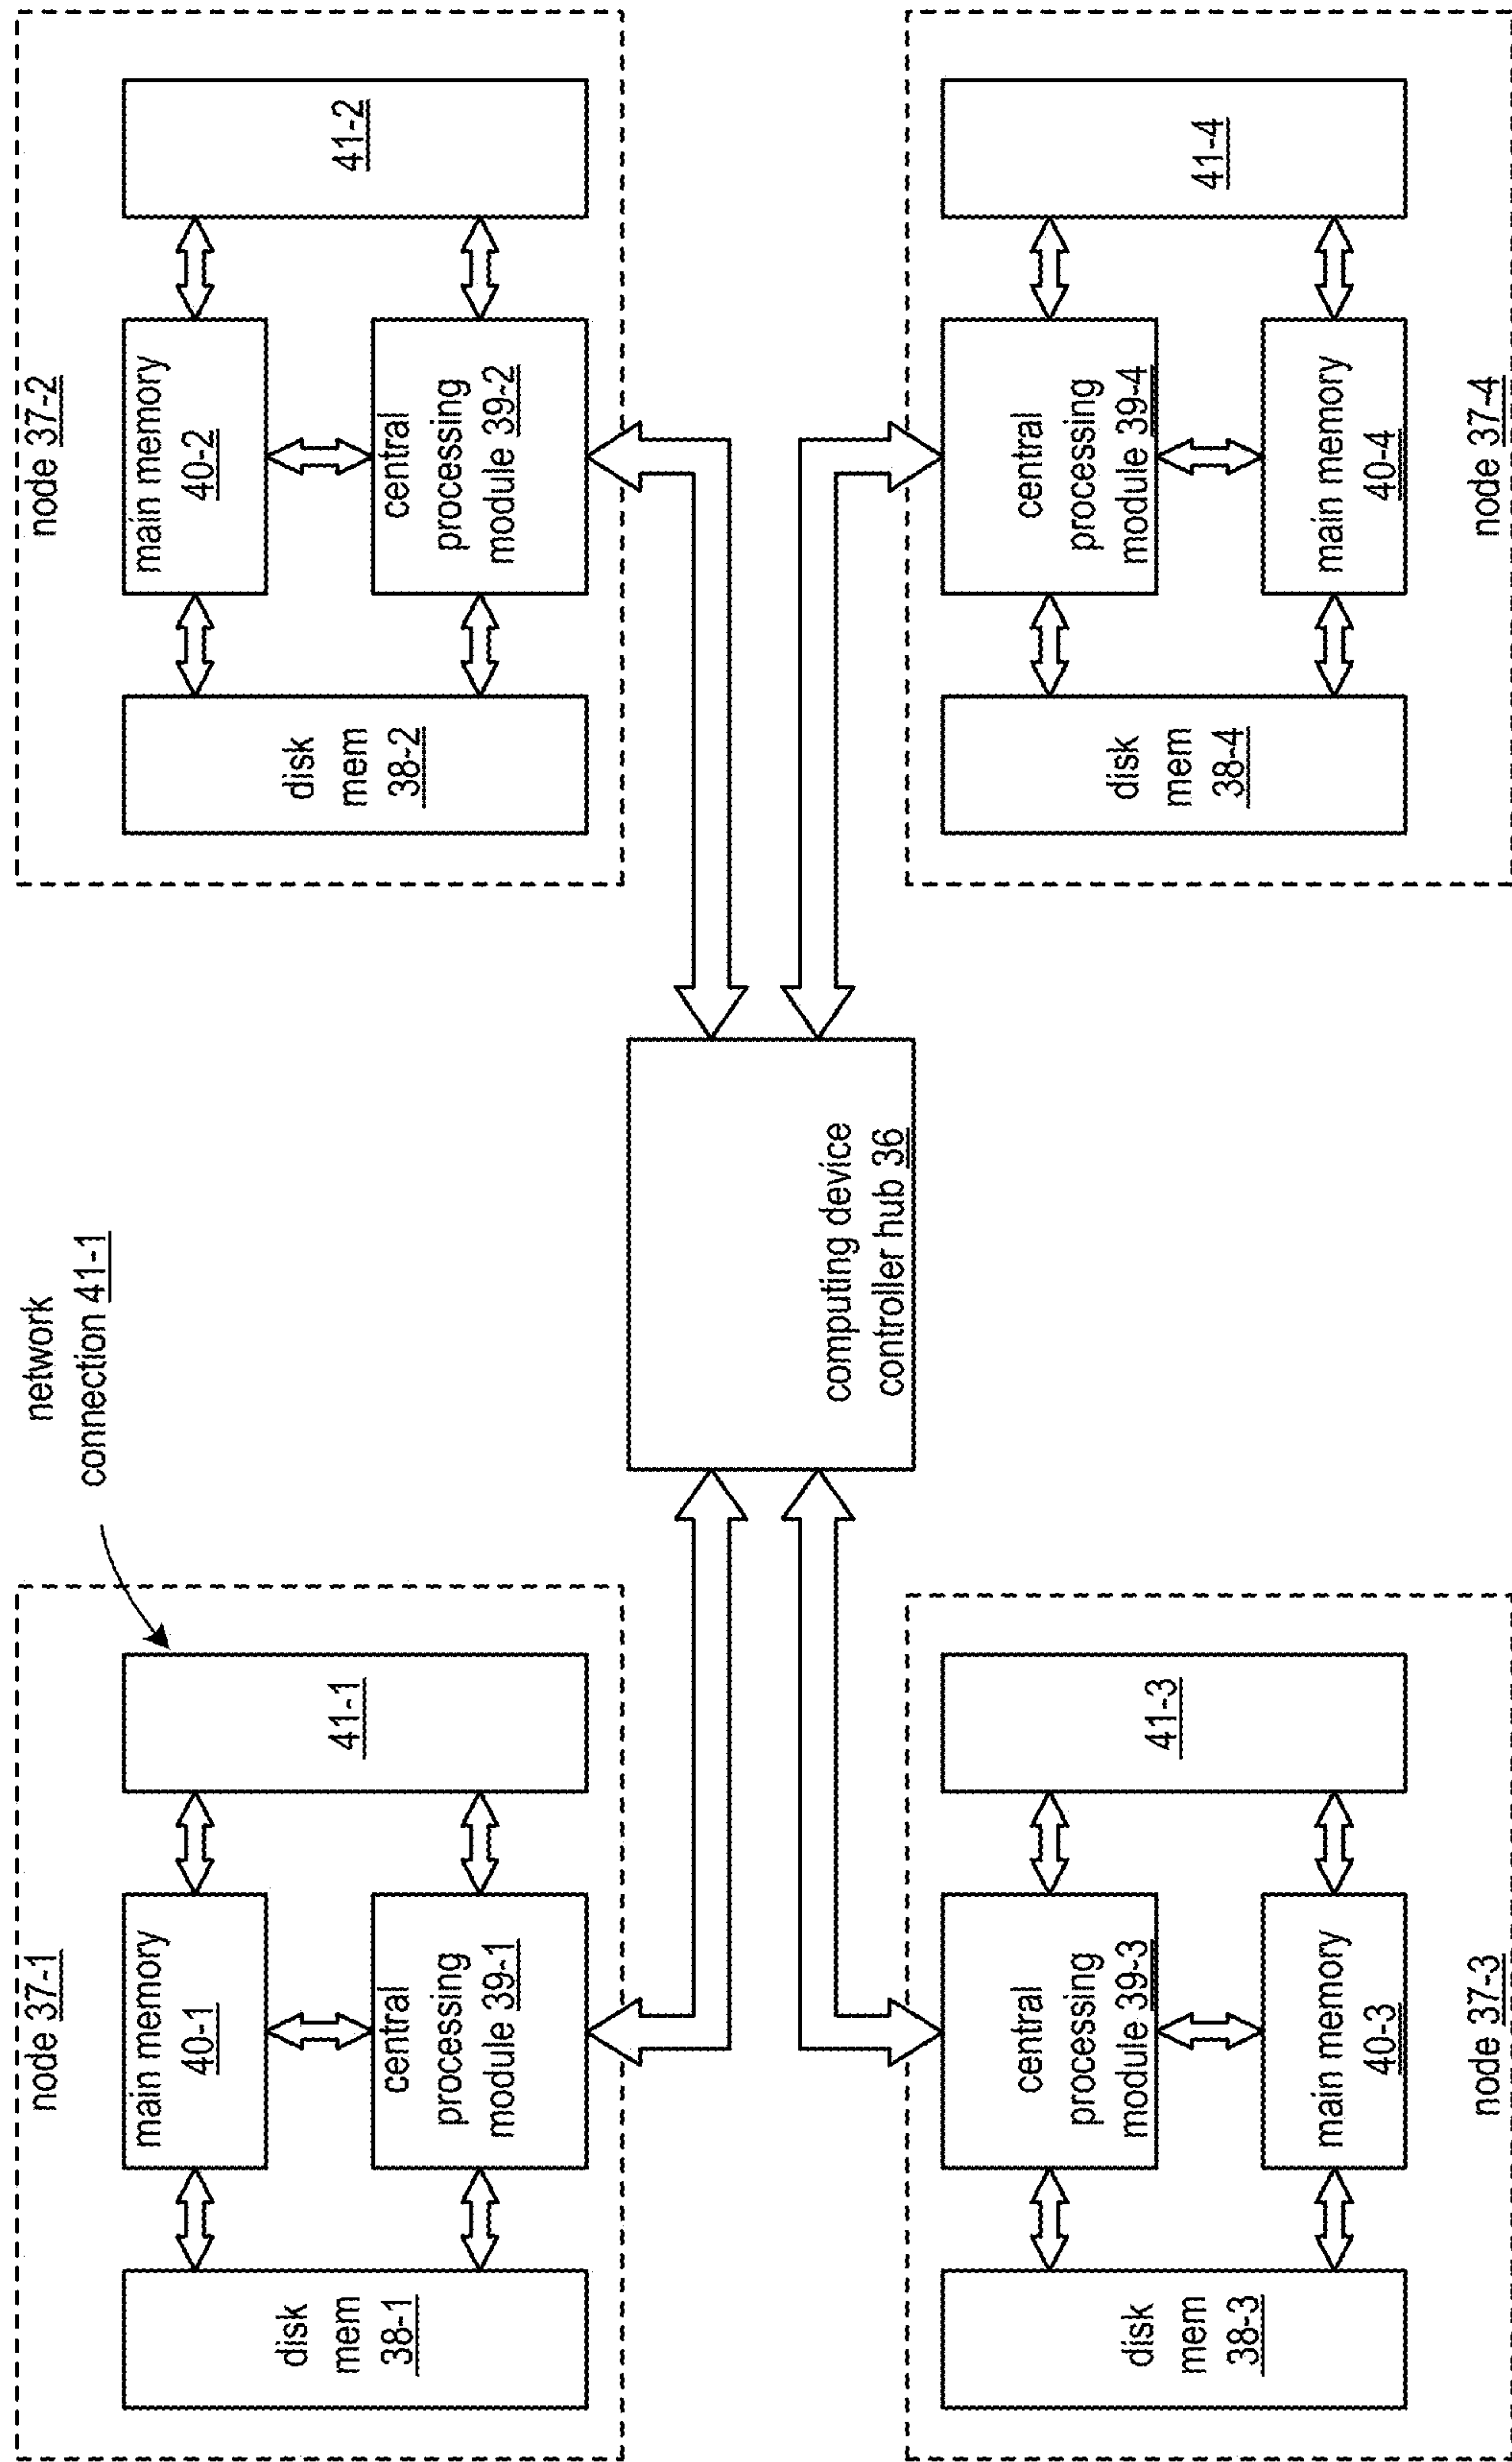 network
connection 41-1
node 37-1
main memory
40-1
central
processing
module 39-1
disk
mem
38-1
41-1
node 37-2
main memory
40-2
central
processing
module 39-2
disk
mem
38-2
41-2
computing device
controller hub 36
central
processing
module 39-3
main memory
40-3
disk
mem
38-3
41-3
node 37-3
central
processing
module 39-4
main memory
40-4
disk
mem
38-4
41-4
node 37-4